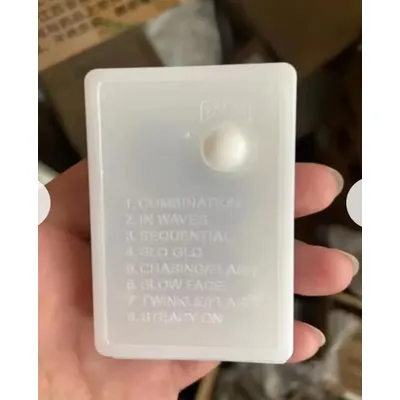 1. COMBINATION
2. IN WAVES
3. SEQUENTIAL
4. SLO GLO
5. CHASING/FLASH
6. SLOW FADE
7. TWINKLE/FLASH
8. STEADY ON